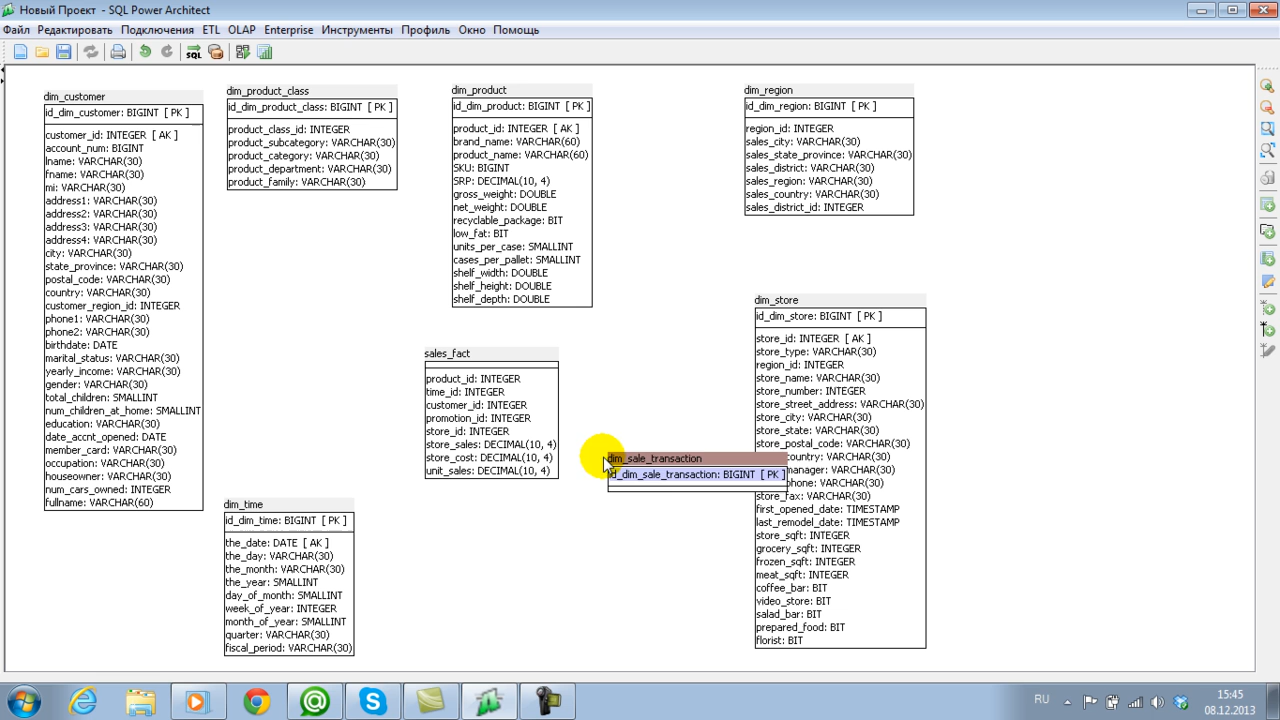 Новый Проект - SQL Power Architect
Файл Редактировать Подключения ETL OLAP Enterprise Инструменты Профиль Окно Помощь
SQL
dim_customer
id_dim_customer: BIGINT [ PK ]
customer_id: INTEGER [ AK ]
account_num: BIGINT
lname: VARCHAR(30)
fname: VARCHAR(30)
mi: VARCHAR(30)
address1: VARCHAR(30)
address2: VARCHAR(30)
address3: VARCHAR(30)
address4: VARCHAR(30)
city: VARCHAR(30)
state_province: VARCHAR(30)
postal_code: VARCHAR(30)
country: VARCHAR(30)
customer_region_id: INTEGER
phone1: VARCHAR(30)
phone2: VARCHAR(30)
birthdate: DATE
marital_status: VARCHAR(30)
yearly_income: VARCHAR(30)
gender: VARCHAR(30)
total_children: SMALLINT
num_children_at_home: SMALLINT
education: VARCHAR(30)
date_accnt_opened: DATE
member_card: VARCHAR(30)
occupation: VARCHAR(30)
houseowner: VARCHAR(30)
num_cars_owned: INTEGER
fullname: VARCHAR(60)
dim_product_class
id_dim_product_class: BIGINT [ PK ]
product_class_id: INTEGER
product_subcategory: VARCHAR(30)
product_category: VARCHAR(30)
product_department: VARCHAR(30)
product_family: VARCHAR(30)
dim_product
id_dim_product: BIGINT [ PK ]
product_id: INTEGER [ AK ]
brand_name: VARCHAR(60)
product_name: VARCHAR(60)
SKU: BIGINT
SRP: DECIMAL(10, 4)
gross_weight: DOUBLE
net_weight: DOUBLE
recyclable_package: BIT
low_fat: BIT
units_per_case: SMALLINT
cases_per_pallet: SMALLINT
shelf_width: DOUBLE
shelf_height: DOUBLE
shelf_depth: DOUBLE
dim_region
id_dim_region: BIGINT [ PK ]
region_id: INTEGER
sales_city: VARCHAR(30)
sales_state_province: VARCHAR(30)
sales_district: VARCHAR(30)
sales_region: VARCHAR(30)
sales_country: VARCHAR(30)
sales_district_id: INTEGER
sales_fact
product_id: INTEGER
time_id: INTEGER
customer_id: INTEGER
promotion_id: INTEGER
store_id: INTEGER
store_sales: DECIMAL(10, 4)
store_cost: DECIMAL(10, 4)
unit_sales: DECIMAL(10, 4)
dim_sale_transaction
id_dim_sale_transaction: BIGINT [ PK ]
dim_store
id_dim_store: BIGINT [ PK ]
store_id: INTEGER [ AK ]
store_type: VARCHAR(30)
region_id: INTEGER
store_name: VARCHAR(30)
store_number: INTEGER
store_street_address: VARCHAR(30)
store_city: VARCHAR(30)
store_state: VARCHAR(30)
store_postal_code: VARCHAR(30)
country: VARCHAR(30)
manager: VARCHAR(30)
phone: VARCHAR(30)
store_fax: VARCHAR(30)
first_opened_date: TIMESTAMP
last_remodel_date: TIMESTAMP
store_sqft: INTEGER
grocery_sqft: INTEGER
frozen_sqft: INTEGER
meat_sqft: INTEGER
coffee_bar: BIT
video_store: BIT
salad_bar: BIT
prepared_food: BIT
florist: BIT
dim_time
id_dim_time: BIGINT [ PK ]
the_date: DATE [ AK ]
the_day: VARCHAR(30)
the_month: VARCHAR(30)
the_year: SMALLINT
day_of_month: SMALLINT
week_of_year: INTEGER
month_of_year: SMALLINT
quarter: VARCHAR(30)
fiscal_period: VARCHAR(30)
RU
15:45
08.12.2013